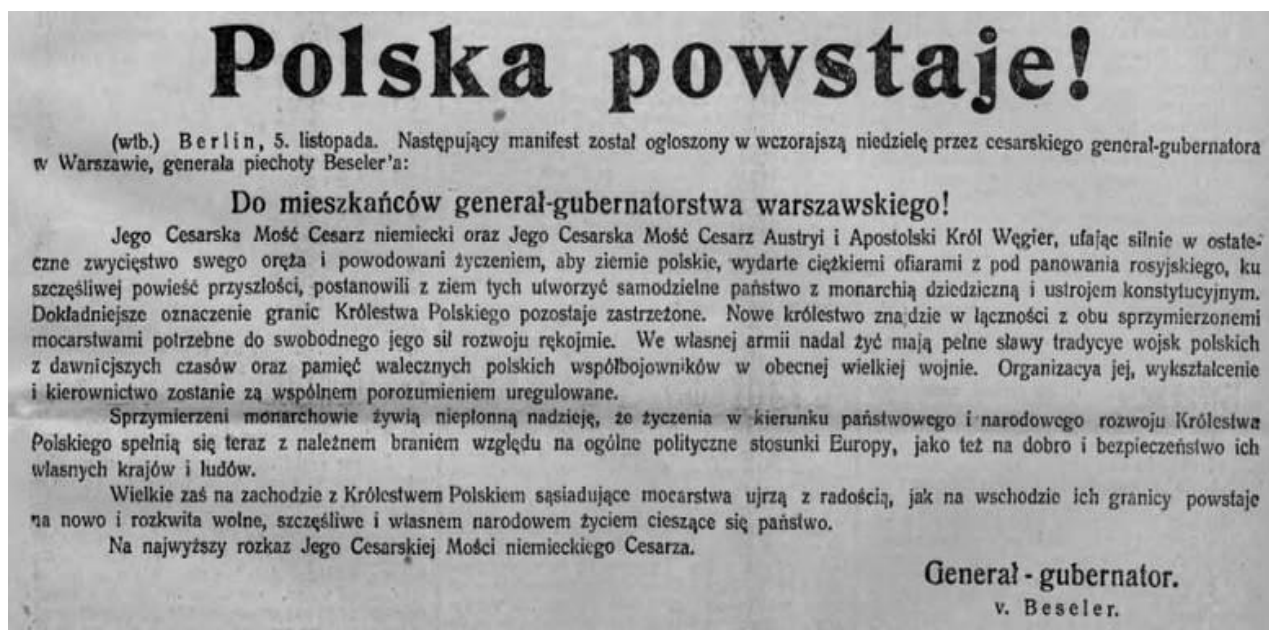 Polska powstaje!
(wtb.) Berlin, 5. listopada. Następujący manifest został ogłoszony w wczorajszą niedzielę przez cesarskiego generał-gubernatora
w Warszawie, generała piechoty Beseler'a:
Do mieszkańców generał-gubernatorstwa warszawskiego!
Jego Cesarska Mość Cesarz niemiecki oraz Jego Cesarska Mość Cesarz Austryi i Apostolski Król Węgier, ufając silnie w ostate-
czne zwycięstwo swego oręża i powodowani życzeniem, aby ziemie polskie, wydarte ciężkiemi ofiarami z pod panowania rosyjskiego, ku
szczęśliwej powieść przyszłości, postanowili z ziem tych utworzyć samodzielne państwo z monarchią dziedziczną i ustrojem konstytucyjnym.
Dokładniejsze oznaczenie granic Królestwa Polskiego pozostaje zastrzeżone. Nowe królestwo znajdzie w łączności z obu sprzymierzonemi
mocarstwami potrzebne do swobodnego jego sił rozwoju rękojmie. We własnej armii nadal żyć mają pełne sławy tradycye wojsk polskich
z dawniejszych czasów oraz pamięć walecznych polskich współbojowników w obecnej wielkiej wojnie. Organizacya jej, wykształcenie
i kierownictwo zostanie za wspólnem porozumieniem uregulowane.
Sprzymierzeni monarchowie żywią niepłonną nadzieję, że życzenia w kierunku państwowego i narodowego rozwoju Królestwa
Polskiego spełnią się teraz z należnem braniem względu na ogólne polityczne stosunki Europy, jako też na dobro i bezpieczeństwo ich
własnych krajów i ludów.
Wielkie zaś na zachodzie z Królestwem Polskiem sąsiadujące mocarstwa ujrzą z radością, jak na wschodzie ich granicy powstaje
na nowo i rozkwita wolne, szczęśliwe i własnem narodowem życiem cieszące się państwo.
Na najwyższy rozkaz Jego Cesarskiej Mości niemieckiego Cesarza.
Generał - gubernator.
v. Beseler.